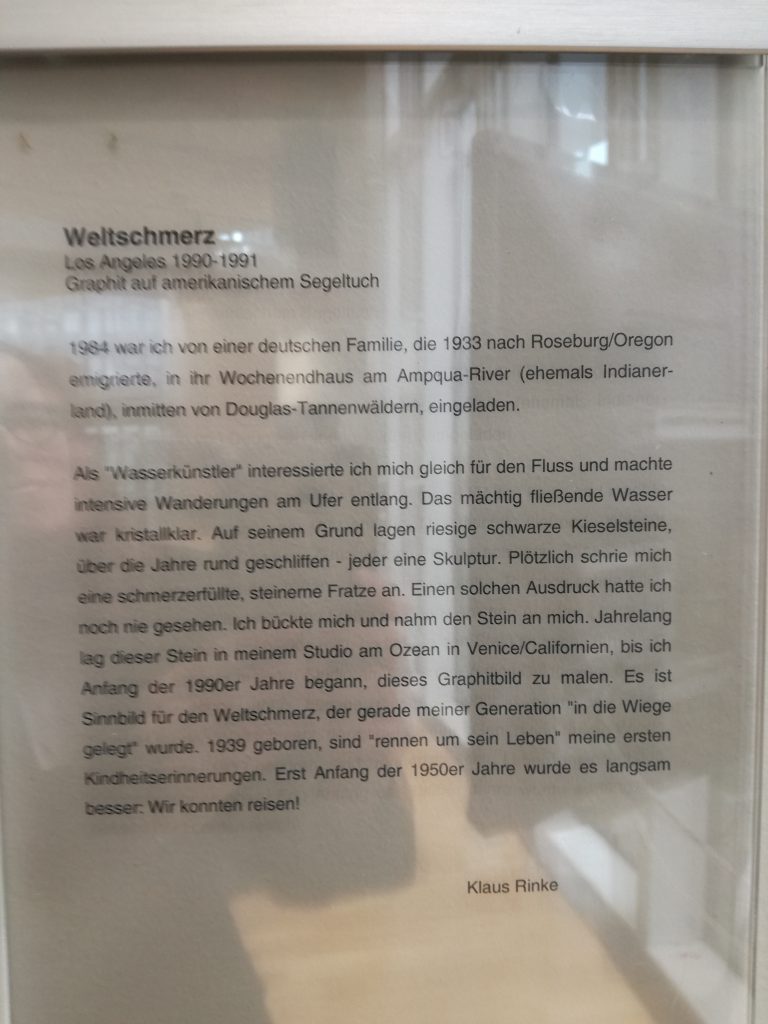 Weltschmerz
Los Angeles 1990-1991
Graphit auf amerikanischem Segeltuch
1984 war ich von einer deutschen Familie, die 1933 nach Roseburg/Oregon
emigrierte, in ihr Wochenendhaus am Ampqua-River (ehemals Indianer-
land), inmitten von Douglas-Tannenwäldern, eingeladen.
Als "Wasserkünstler" interessierte ich mich gleich für den Fluss und machte
intensive Wanderungen am Ufer entlang. Das mächtig fließende Wasser
war kristallklar. Auf seinem Grund lagen riesige schwarze Kieselsteine,
über die Jahre rund geschliffen - jeder eine Skulptur. Plötzlich schrie mich
eine schmerzerfüllte, steinerne Fratze an. Einen solchen Ausdruck hatte ich
noch nie gesehen. Ich bückte mich und nahm den Stein an mich. Jahrelang
lag dieser Stein in meinem Studio am Ozean in Venice/Californien, bis ich
Anfang der 1990er Jahre begann, dieses Graphitbild zu malen. Es ist
Sinnbild für den Weltschmerz, der gerade meiner Generation "in die Wiege
gelegt" wurde. 1939 geboren, sind "rennen um sein Leben" meine ersten
Kindheitserinnerungen. Erst Anfang der 1950er Jahre wurde es langsam
besser: Wir konnten reisen!
Klaus Rinke